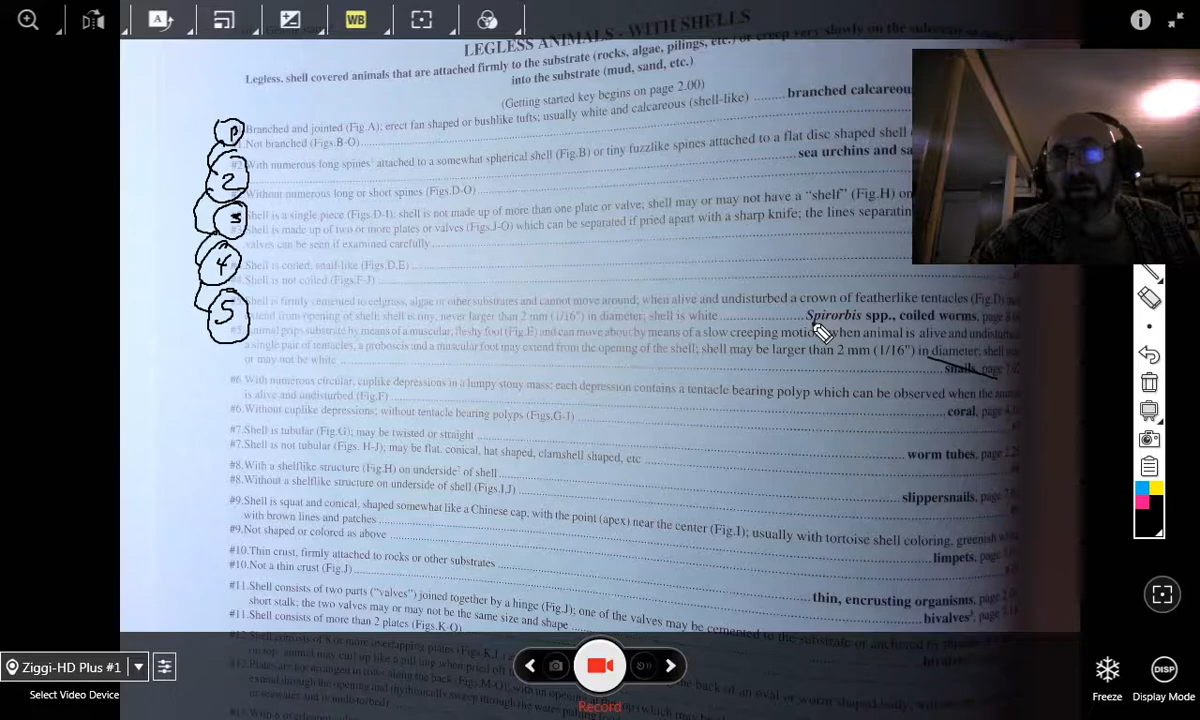 LEGLESS ANIMALS - WITH SHELLS
Legless, shell covered animals that are attached firmly to the substrate (rocks, algae, pilings, etc.) or creep very slowly on the
into the substrate (mud, sand, etc.)
(Getting started key begins on page 2.00)
Branched and jointed (Fig.A); erect fan shaped or bushlike tufts; usually white and calcareous (shell-like) ........ branched
Not branched (Figs.B-O)
With numerous long spines attached to a somewhat spherical shell (Fig.B) or tiny fuzzlike spines attached to a flat disc shaped shell
sea urchins and
Without numerous long or short spines (Figs.D-O)
Shell is a single piece (Figs.D-I); shell is not made up of more than one plate or valve; shell may or may not have a "shelf" (Fig.H) on
Shell is made up of two or more plates or valves (Figs.J-O) which can be separated if pried apart with a sharp knife; the lines
valves can be seen if examined carefully
Shell is coiled, snail-like (Figs.D,E)
Shell is not coiled (Figs.F-J)
Shell is firmly cemented to eelgrass, algae or other substrates and cannot move around; when alive and undisturbed a crown of featherlike tentacles (Fig.D)
extend from opening of shell; shell is tiny, never larger than 2 mm (1/16") in diameter; shell is white ........ Spirorbis spp., coiled worms, page
Animal grips substrate by means of a muscular, fleshy foot (Fig.E) and can move about by means of a slow creeping when animal is alive and
a single pair of tentacles, a proboscis and a muscular foot may extend from the opening of the shell; shell may be larger than 2 mm (1/16") in diameter; shell
or may not be white ........ snails, page
#6.With numerous circular, cuplike depressions in a lumpy stony mass; each depression contains a tentacle bearing polyp which can be observed when the
is alive and undisturbed (Fig.F) ........ coral, page
#6.Without cuplike depressions; without tentacle bearing polyps (Figs.G-J)
#7.Shell is tubular (Fig.G); may be twisted or straight ........ worm tubes, page
#7.Shell is not tubular (Figs. H-J); may be flat, conical, hat shaped, clamshell shaped, etc
#8.With a shelflike structure (Fig.H) on underside² of shell ........ slippersnails, page
#8.Without a shelflike structure on underside of shell (Figs.I,J)
#9.Shell is squat and conical, shaped somewhat like a Chinese cap, with the point (apex) near the center (Fig.I); usually with tortoise shell coloring, greenish
with brown lines and patches ........ limpets, page
#9.Not shaped or colored as above
#10.Thin crust, firmly attached to rocks or other substrates ........ thin, encrusting organisms, page
#10.Not a thin crust (Fig.J)
#11.Shell consists of two parts ("valves") joined together by a hinge (Fig.J); one of the valves may be cemented to the substrate or anchored by
short stalk; the two valves may or may not be the same size and shape ........ bivalves³, page
#11.Shell consists of more than 2 plates (Figs.K-O)
2
3
4
5
A
WB
Ziggi-HD Plus #1
Select Video Device
Record
Freeze
DISP
Display Mode